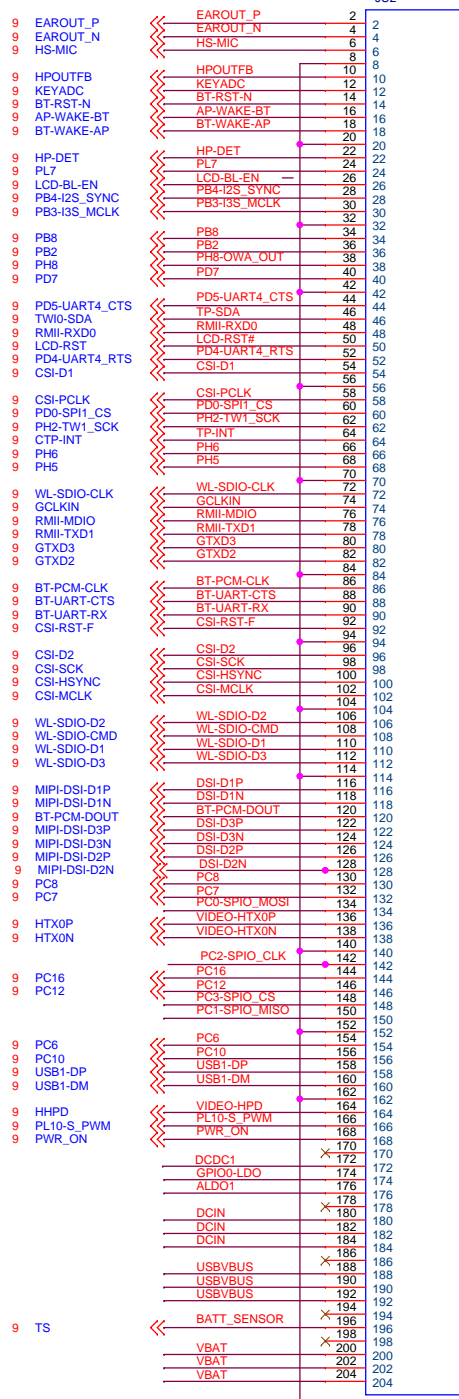 9 EAROUT_P EAROUT_P 2 2
9 EAROUT_N EAROUT_N 4 4
9 HS-MIC HS-MIC 6 6
8 8
9 HPOUTFB HPOUTFB 10 10
9 KEYADC KEYADC 12 12
9 BT-RST-N BT-RST-N 14 14
9 AP-WAKE-BT AP-WAKE-BT 16 16
9 BT-WAKE-AP BT-WAKE-AP 18 18
20 20
9 HP-DET HP-DET 22 22
9 PL7 PL7 24 24
9 LCD-BL-EN LCD-BL-EN 26 26
9 PB4-I2S_SYNC PB4-I2S_SYNC 28 28
9 PB3-I3S_MCLK PB3-I3S_MCLK 30 30
32 32
9 PB8 PB8 34 34
9 PB2 PB2 36 36
9 PH8 PH8-OWA_OUT 38 38
9 PD7 PD7 40 40
42 42
9 PD5-UART4_CTS PD5-UART4_CTS 44 44
9 TWI0-SDA TP-SDA 46 46
9 RMII-RXD0 RMII-RXD0 48 48
9 LCD-RST LCD-RST# 50 50
9 PD4-UART4_RTS PD4-UART4_RTS 52 52
9 CSI-D1 CSI-D1 54 54
56 56
9 CSI-PCLK CSI-PCLK 58 58
9 PD0-SPI1_CS PD0-SPI1_CS 60 60
9 PH2-TW1_SCK PH2-TW1_SCK 62 62
9 CTP-INT TP-INT 64 64
9 PH6 PH6 66 66
9 PH5 PH5 68 68
70 70
9 WL-SDIO-CLK WL-SDIO-CLK 72 72
9 GCLKIN GCLKIN 74 74
9 RMII-MDIO RMII-MDIO 76 76
9 RMII-TXD1 RMII-TXD1 78 78
9 GTXD3 GTXD3 80 80
9 GTXD2 GTXD2 82 82
84 84
9 BT-PCM-CLK BT-PCM-CLK 86 86
9 BT-UART-CTS BT-UART-CTS 88 88
9 BT-UART-RX BT-UART-RX 90 90
9 CSI-RST-F CSI-RST-F 92 92
94 94
9 CSI-D2 CSI-D2 96 96
9 CSI-SCK CSI-SCK 98 98
9 CSI-HSYNC CSI-HSYNC 100 100
9 CSI-MCLK CSI-MCLK 102 102
104 104
9 WL-SDIO-D2 WL-SDIO-D2 106 106
9 WL-SDIO-CMD WL-SDIO-CMD 108 108
9 WL-SDIO-D1 WL-SDIO-D1 110 110
9 WL-SDIO-D3 WL-SDIO-D3 112 112
114 114
9 MIPI-DSI-D1P DSI-D1P 116 116
9 MIPI-DSI-D1N DSI-D1N 118 118
9 BT-PCM-DOUT BT-PCM-DOUT 120 120
9 MIPI-DSI-D3P DSI-D3P 122 122
9 MIPI-DSI-D3N DSI-D3N 124 124
9 MIPI-DSI-D2P DSI-D2P 126 126
9 MIPI-DSI-D2N DSI-D2N 128 128
9 PC8 PC8 130 130
9 PC7 PC7 132 132
PC0-SPIO_MOSI 134 134
9 HTX0P VIDEO-HTX0P 136 136
9 HTX0N VIDEO-HTX0N 138 138
140 140
PC2-SPIO_CLK 142 142
9 PC16 PC16 144 144
9 PC12 PC12 146 146
PC3-SPIO_CS 148 148
PC1-SPIO_MISO 150 150
152 152
9 PC6 PC6 154 154
9 PC10 PC10 156 156
9 USB1-DP USB1-DP 158 158
9 USB1-DM USB1-DM 160 160
162 162
9 HHPD VIDEO-HPD 164 164
9 PL10-S_PWM PL10-S_PWM 166 166
9 PWR_ON PWR_ON 168 168
170 170
DCDC1 172 172
GPIO0-LDO 174 174
ALDO1 176 176
178 178
DCIN 180 180
DCIN 182 182
DCIN 184 184
186 186
USBVBUS 188 188
USBVBUS 190 190
USBVBUS 192 192
194 194
9 TS BATT_SENSOR 196 196
198 198
VBAT 200 200
VBAT 202 202
VBAT 204 204